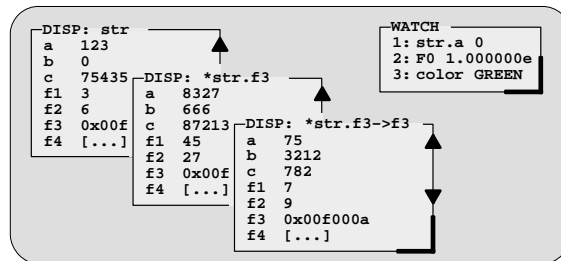 DISP: str
a 123
b 0
c 75435
f1 3
f2 6
f3 0x00f
f4 [...]
DISP: *str.f3
a 8327
b 666
c 87213
f1 45
f2 27
f3 0x00f
f4 [...]
DISP: *str.f3->f3
a 75
b 3212
c 782
f1 7
f2 9
f3 0x00f000a
f4 [...]
WATCH
1: str.a 0
2: F0 1.000000e
3: color GREEN